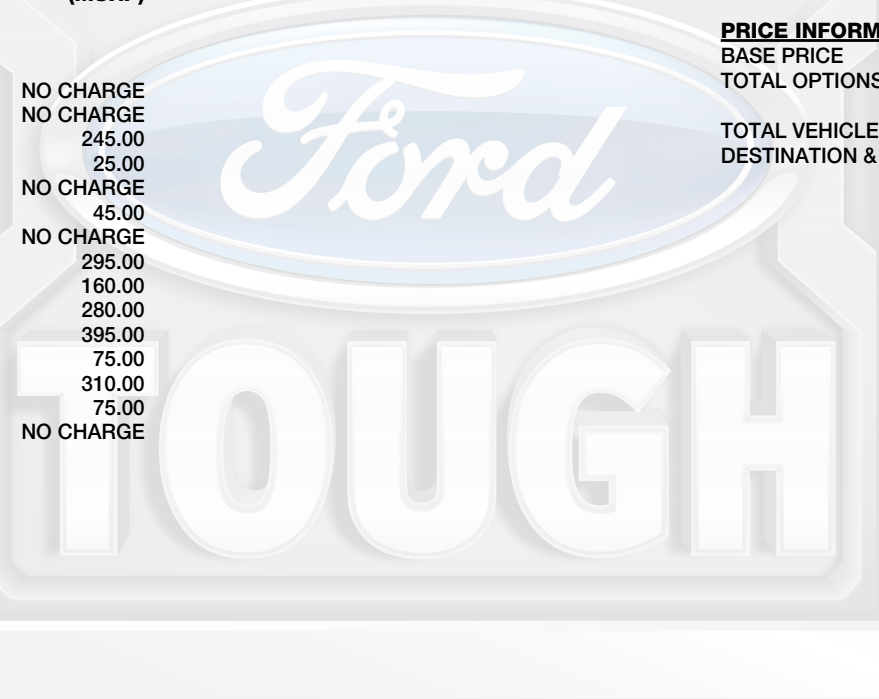 (MSRP)
NO CHARGE
NO CHARGE
245.00
25.00
NO CHARGE
45.00
NO CHARGE
295.00
160.00
280.00
395.00
75.00
310.00
75.00
NO CHARGE
PRICE INFORM
BASE PRICE
TOTAL OPTIONS
TOTAL VEHICLE
DESTINATION &
Ford
TOUGH